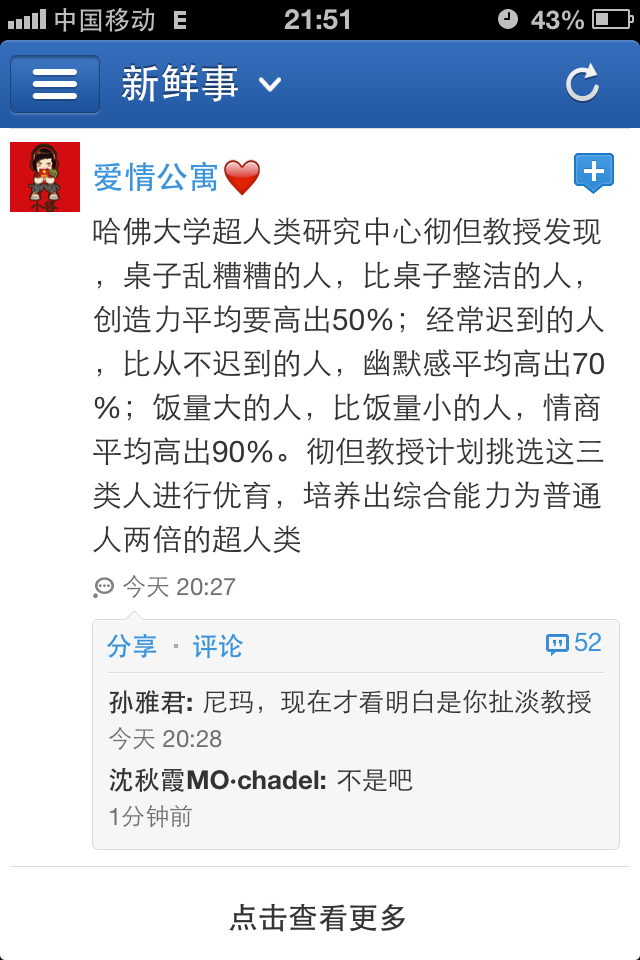 中国移动 E 21:51 43%
新鲜事
爱情公寓❤️
哈佛大学超人类研究中心彻但教授发现
，桌子乱糟糟的人，比桌子整洁的人，
创造力平均要高出50%；经常迟到的人
，比从不迟到的人，幽默感平均高出70
%；饭量大的人，比饭量小的人，情商
平均高出90%。彻但教授计划挑选这三
类人进行优育，培养出综合能力为普通
人两倍的超人类
今天 20:27
分享 · 评论 52
孙雅君: 尼玛，现在才看明白是你扯淡教授
今天 20:28
沈秋霞MO·chadel: 不是吧
1分钟前
点击查看更多